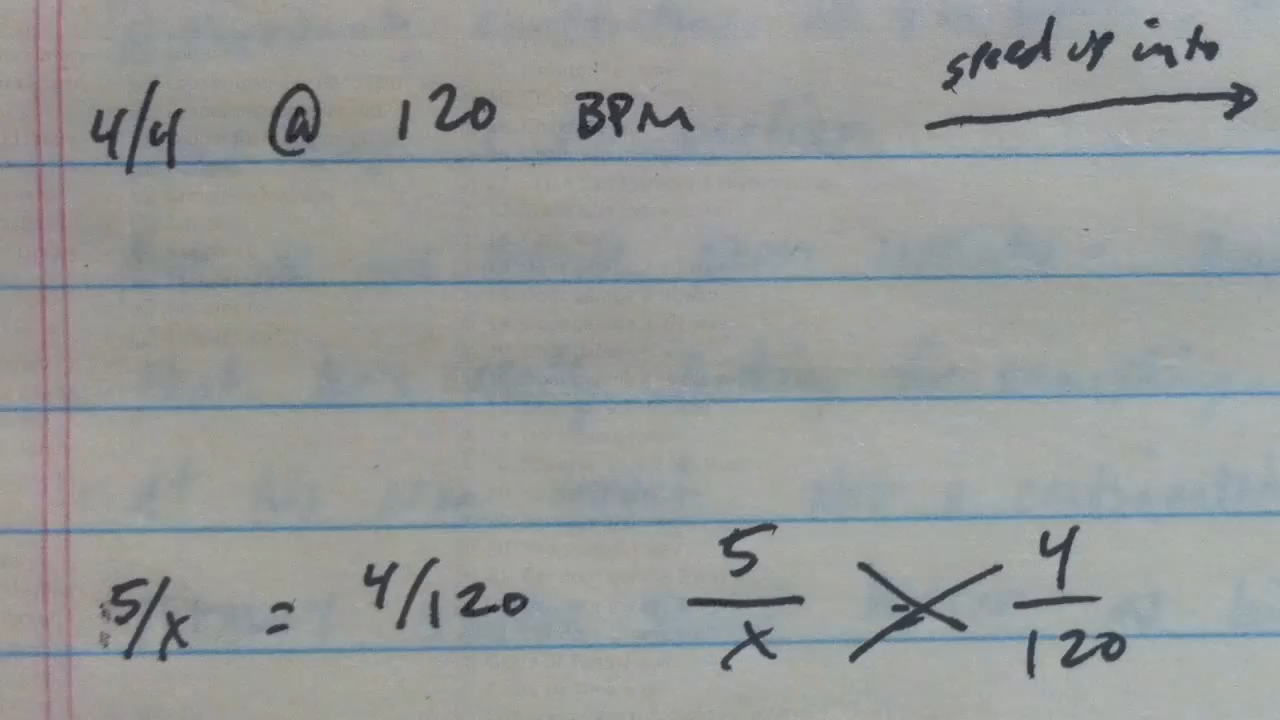 speed up into
4/4 @ 120 BPM →
5/x = 4/120 5/x = 4/120